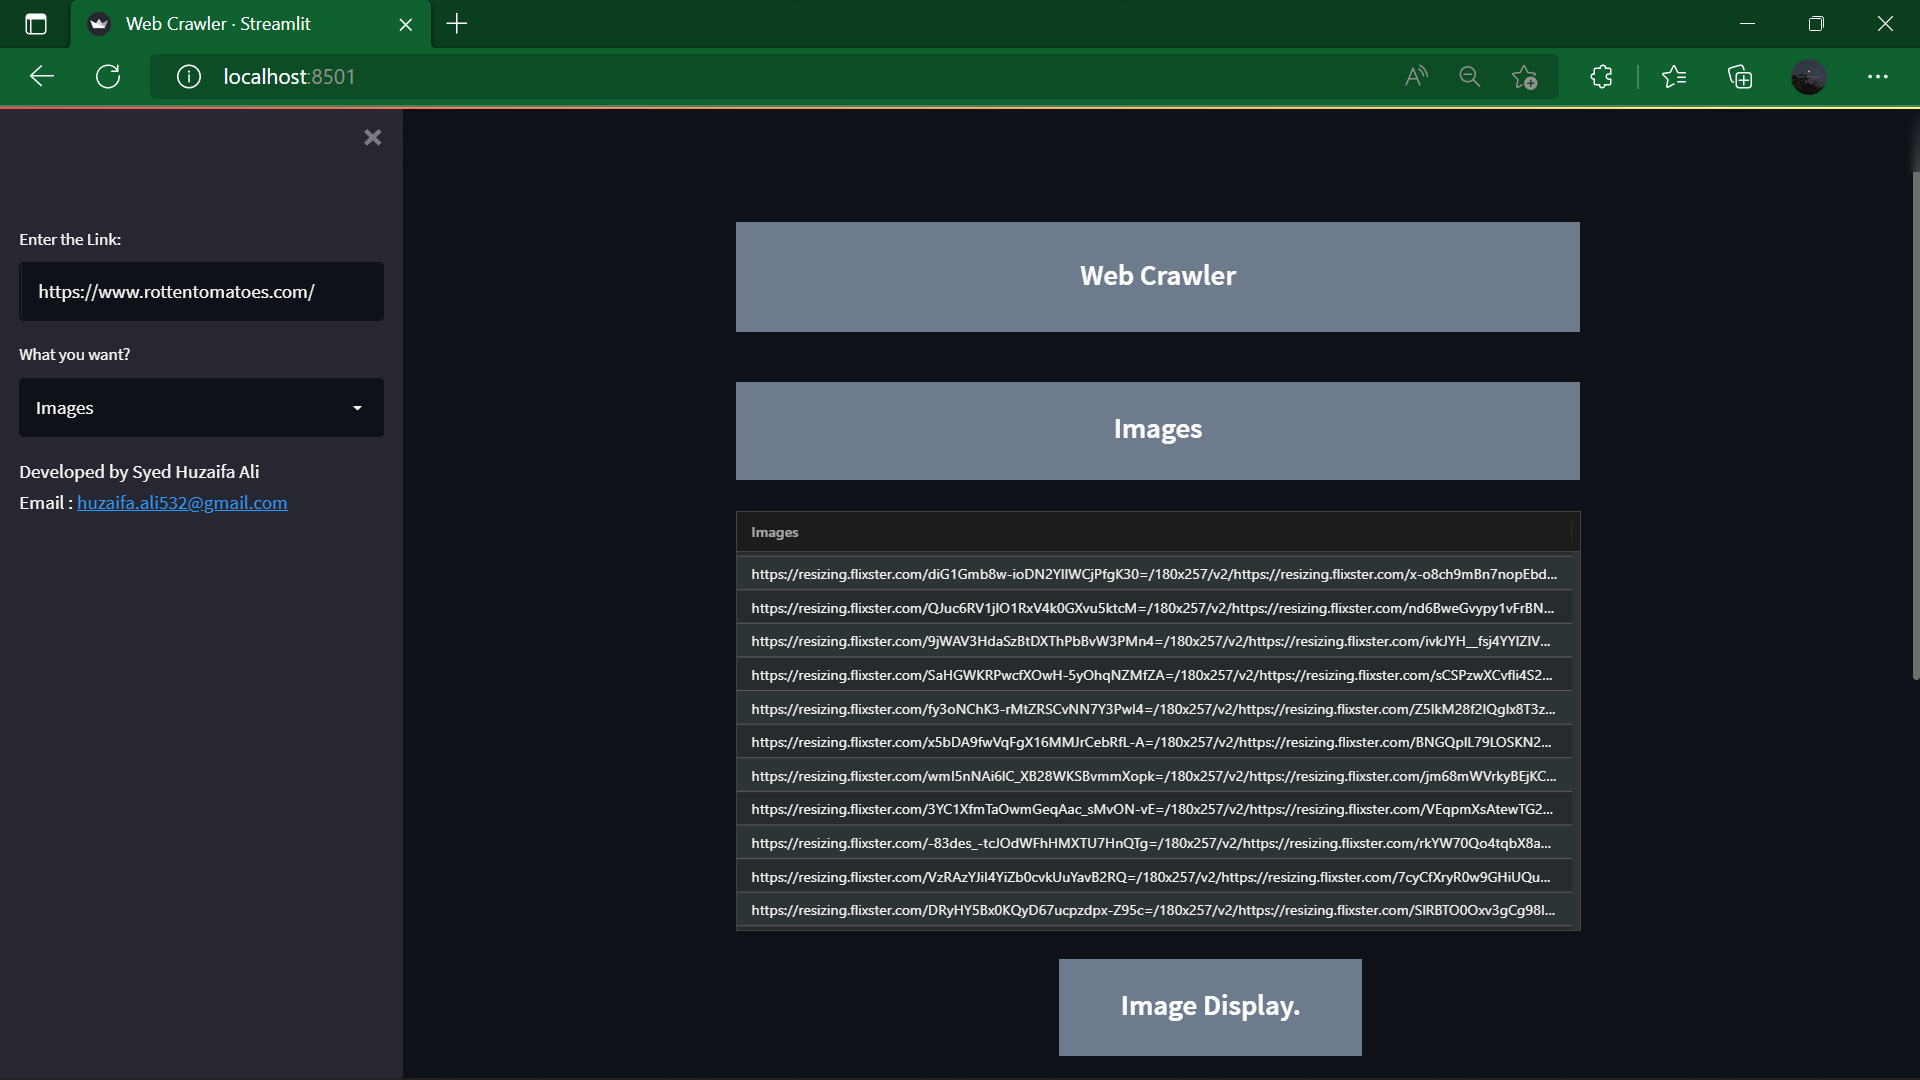 Web Crawler · Streamlit
localhost:8501
Enter the Link:
https://www.rottentomatoes.com/
What you want?
Images
Developed by Syed Huzaifa Ali
Email : huzaifa.ali532@gmail.com
Web Crawler
Images
Images
https://resizing.flixster.com/diG1Gmb8w-ioDN2YIlWCjPfgK30=/180x257/v2/https://resizing.flixster.com/x-o8ch9mBn7nopEbd...
https://resizing.flixster.com/QJuc6RV1jIO1RxV4k0GXvu5ktcM=/180x257/v2/https://resizing.flixster.com/nd6BweGvypy1vFrBN...
https://resizing.flixster.com/9jWAV3HdaSzBtDXThPbBvW3PMn4=/180x257/v2/https://resizing.flixster.com/ivkJYH__fsj4YYIZIV...
https://resizing.flixster.com/SaHGWKRPwcfXOwH-5yOhqNZMfZA=/180x257/v2/https://resizing.flixster.com/sCSPzwXCvfli4S2...
https://resizing.flixster.com/fy3oNChK3-rMtZRSCvNN7Y3Pwl4=/180x257/v2/https://resizing.flixster.com/Z5IkM28f2IQglx8T3z...
https://resizing.flixster.com/x5bDA9fwVqFgX16MMJrCebRfL-A=/180x257/v2/https://resizing.flixster.com/BNGQpIL79LOSKN2...
https://resizing.flixster.com/wmI5nNAi6IC_XB28WKSBvmmXopk=/180x257/v2/https://resizing.flixster.com/jm68mWVrkyBEjKC...
https://resizing.flixster.com/3YC1XfmTaOwmGeqAac_sMvON-vE=/180x257/v2/https://resizing.flixster.com/VEqpmXsAtewTG2...
https://resizing.flixster.com/-83des_-tcJOdWFhHMXTU7HnQTg=/180x257/v2/https://resizing.flixster.com/rkYW70Qo4tqbX8a...
https://resizing.flixster.com/VzRAzYJil4YiZb0cvkUuYavB2RQ=/180x257/v2/https://resizing.flixster.com/7cyCfXryR0w9GHiUQu...
https://resizing.flixster.com/DRyHY5Bx0KQyD67ucpzdpx-Z95c=/180x257/v2/https://resizing.flixster.com/SIRBTO0Oxv3gCg98l...
Image Display.